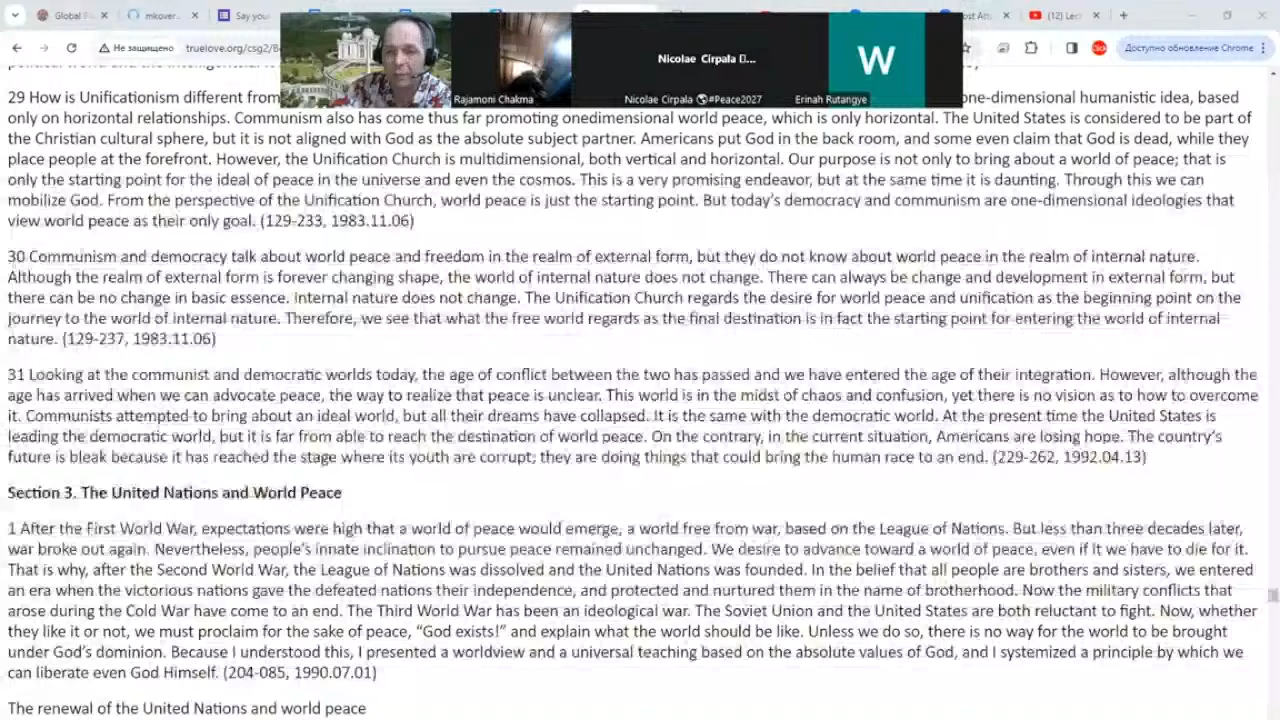 Global F
mkover
Say you
ost Att
(12) Lec
Не защищено
truelove.org/csg2/B
Доступно обновление Chrome
Nicolae Cirpala
W
Rajamoni Chakma
Nicolae Cirpala 🌎#Peace2027
Erinah Rutangye
29 How is Unificationism different from one-dimensional humanistic idea, based
only on horizontal relationships. Communism also has come thus far promoting onedimensional world peace, which is only horizontal. The United States is considered to be part of
the Christian cultural sphere, but it is not aligned with God as the absolute subject partner. Americans put God in the back room, and some even claim that God is dead, while they
place people at the forefront. However, the Unification Church is multidimensional, both vertical and horizontal. Our purpose is not only to bring about a world of peace; that is
only the starting point for the ideal of peace in the universe and even the cosmos. This is a very promising endeavor, but at the same time it is daunting. Through this we can
mobilize God. From the perspective of the Unification Church, world peace is just the starting point. But today's democracy and communism are one-dimensional ideologies that
view world peace as their only goal. (129-233, 1983.11.06)
30 Communism and democracy talk about world peace and freedom in the realm of external form, but they do not know about world peace in the realm of internal nature.
Although the realm of external form is forever changing shape, the world of internal nature does not change. There can always be change and development in external form, but
there can be no change in basic essence. Internal nature does not change. The Unification Church regards the desire for world peace and unification as the beginning point on the
journey to the world of internal nature. Therefore, we see that what the free world regards as the final destination is in fact the starting point for entering the world of internal
nature. (129-237, 1983.11.06)
31 Looking at the communist and democratic worlds today, the age of conflict between the two has passed and we have entered the age of their integration. However, although the
age has arrived when we can advocate peace, the way to realize that peace is unclear. This world is in the midst of chaos and confusion, yet there is no vision as to how to overcome
it. Communists attempted to bring about an ideal world, but all their dreams have collapsed. It is the same with the democratic world. At the present time the United States is
leading the democratic world, but it is far from able to reach the destination of world peace. On the contrary, in the current situation, Americans are losing hope. The country's
future is bleak because it has reached the stage where its youth are corrupt; they are doing things that could bring the human race to an end. (229-262, 1992.04.13)
Section 3. The United Nations and World Peace
1 After the First World War, expectations were high that a world of peace would emerge, a world free from war, based on the League of Nations. But less than three decades later,
war broke out again. Nevertheless, people's innate inclination to pursue peace remained unchanged. We desire to advance toward a world of peace, even if It we have to die for it.
That is why, after the Second World War, the League of Nations was dissolved and the United Nations was founded. In the belief that all people are brothers and sisters, we entered
an era when the victorious nations gave the defeated nations their independence, and protected and nurtured them in the name of brotherhood. Now the military conflicts that
arose during the Cold War have come to an end. The Third World War has been an ideological war. The Soviet Union and the United States are both reluctant to fight. Now, whether
they like it or not, we must proclaim for the sake of peace, "God exists!" and explain what the world should be like. Unless we do so, there is no way for the world to be brought
under God's dominion. Because I understood this, I presented a worldview and a universal teaching based on the absolute values of God, and I systemized a principle by which we
can liberate even God Himself. (204-085, 1990.07.01)
The renewal of the United Nations and world peace